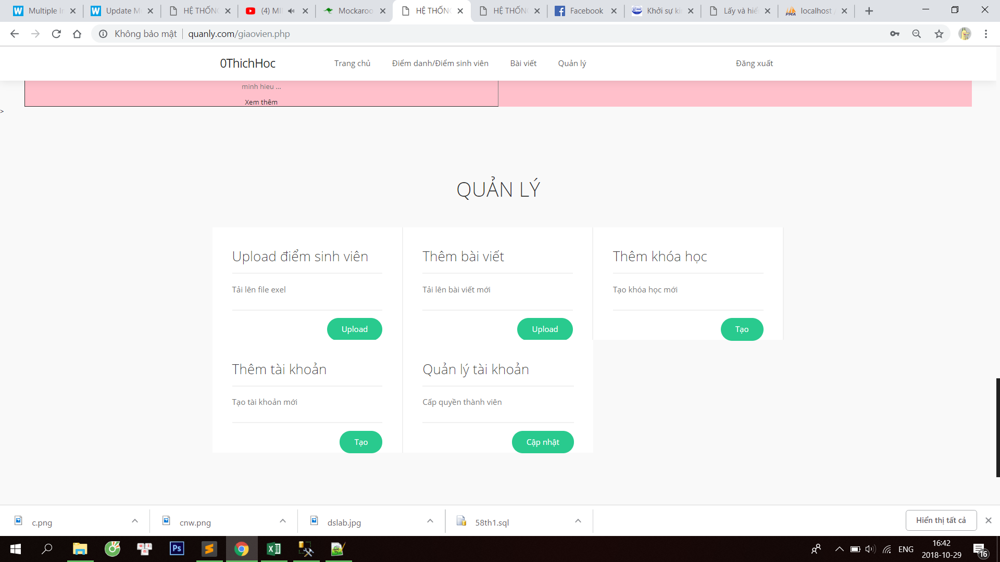 Multiple In
Update Mu
HỆ THỐNG
(4) MI
Mockaroo
HỆ THỐNG
HỆ THỐNG
Facebook
Khởi sự ki
Lấy và hiể
localhost /
Không bảo mật
quanly.com/giaovien.php
0ThichHoc
Trang chủ
Điểm danh/Điểm sinh viên
Bài viết
Quản lý
Đăng xuất
minh hieu ...
Xem thêm
>
QUẢN LÝ
Upload điểm sinh viên
Tải lên file exel
Upload
Thêm bài viết
Tải lên bài viết mới
Upload
Thêm khóa học
Tạo khóa học mới
Tạo
Thêm tài khoản
Tạo tài khoản mới
Tạo
Quản lý tài khoản
Cấp quyền thành viên
Cập nhật
c.png
cnw.png
dslab.jpg
58th1.sql
Hiển thị tất cả
ENG
16:42
2018-10-29
16